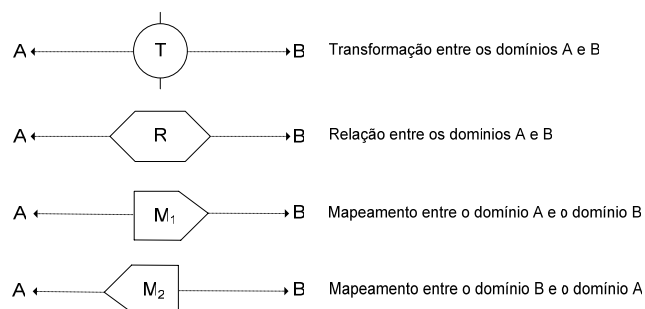 A T B Transformação entre os domínios A e B
A R B Relação entre os dominios A e B
A M₁ B Mapeamento entre o domínio A e o domínio B
A M₂ B Mapeamento entre o domínio B e o domínio A